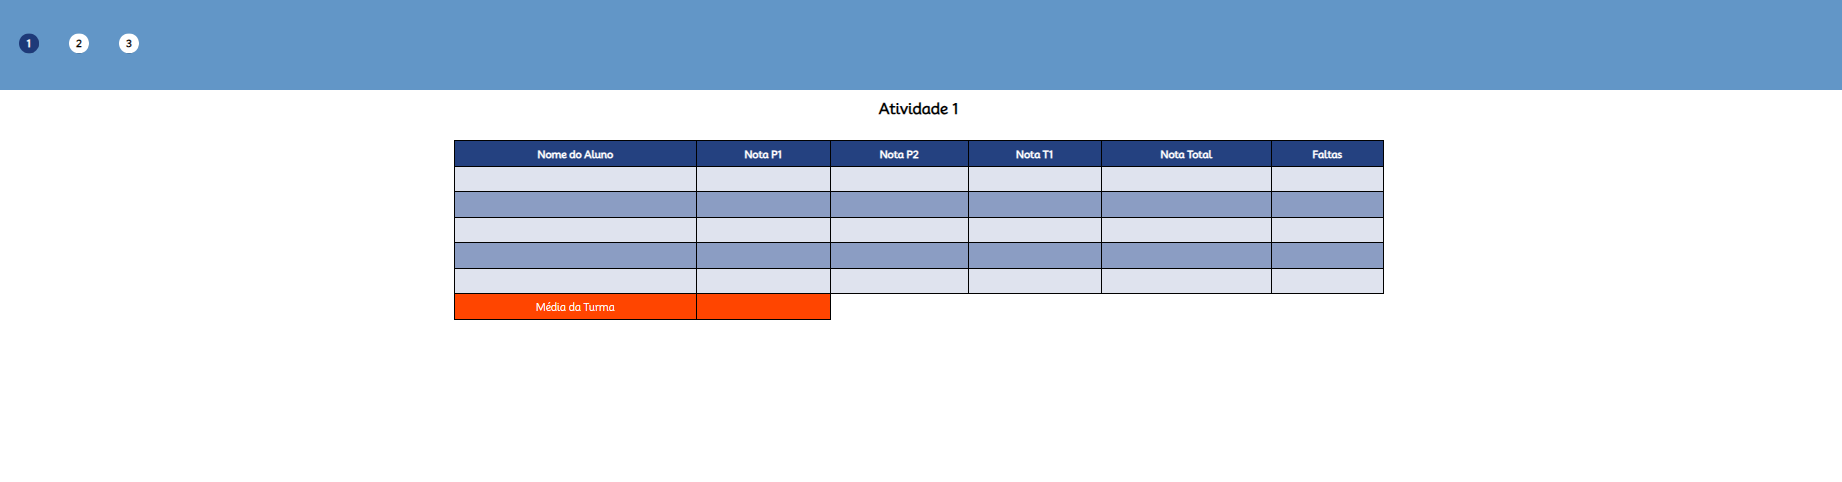 1 2 3
Atividade 1
Nome do Aluno Nota P1 Nota P2 Nota T1 Nota Total Faltas
Média da Turma